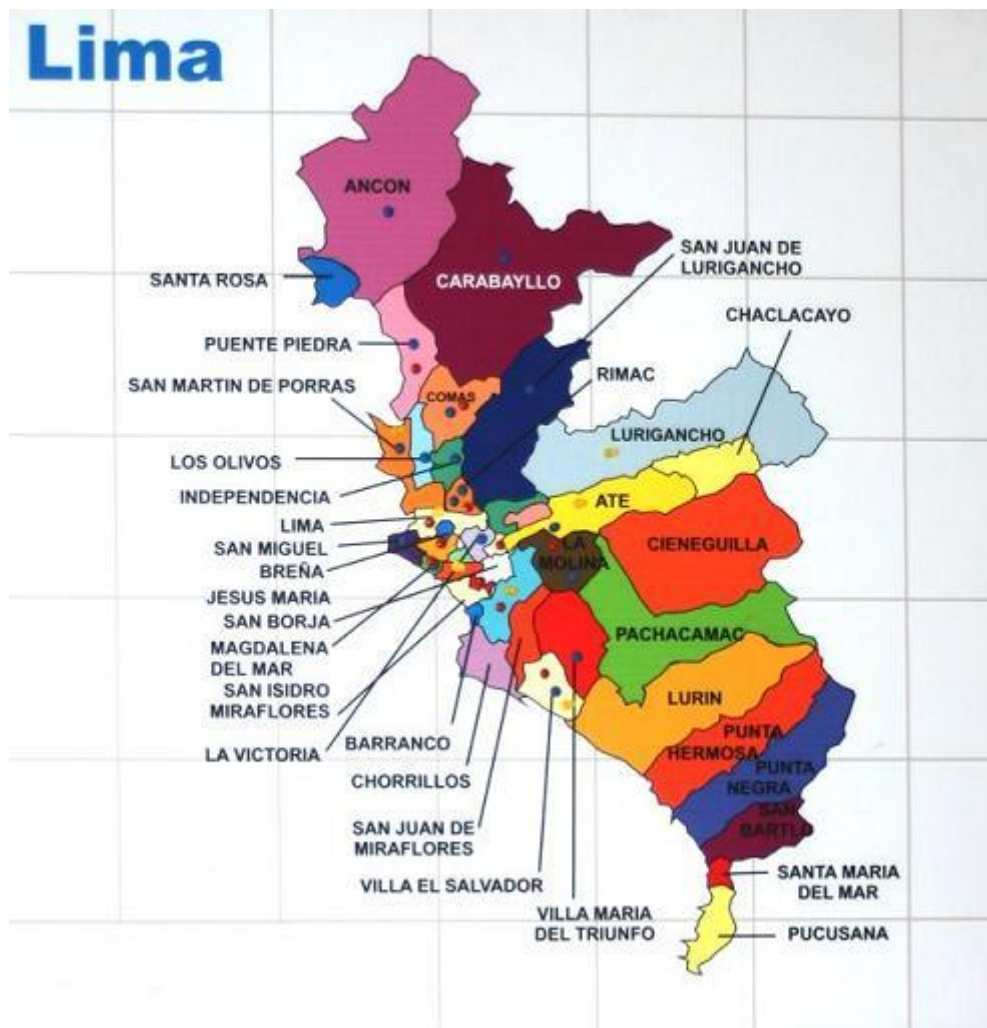 Lima
ANCON
CARABAYLLO
SANTA ROSA
SAN JUAN DE
LURIGANCHO
CHACLACAYO
PUENTE PIEDRA
RIMAC
SAN MARTIN DE PORRAS
COMAS
LURIGANCHO
LOS OLIVOS
INDEPENDENCIA
ATE
LIMA
SAN MIGUEL
BREÑA
LA
MOLINA
CIENEGUILLA
JESUS MARIA
SAN BORJA
MAGDALENA
DEL MAR
PACHACAMAC
SAN ISIDRO
MIRAFLORES
LURIN
LA VICTORIA
BARRANCO
PUNTA
HERMOSA
CHORRILLOS
PUNTA
NEGRA
SAN
BARTLO
SAN JUAN DE
MIRAFLORES
VILLA EL SALVADOR
SANTA MARIA
DEL MAR
VILLA MARIA
DEL TRIUNFO
PUCUSANA